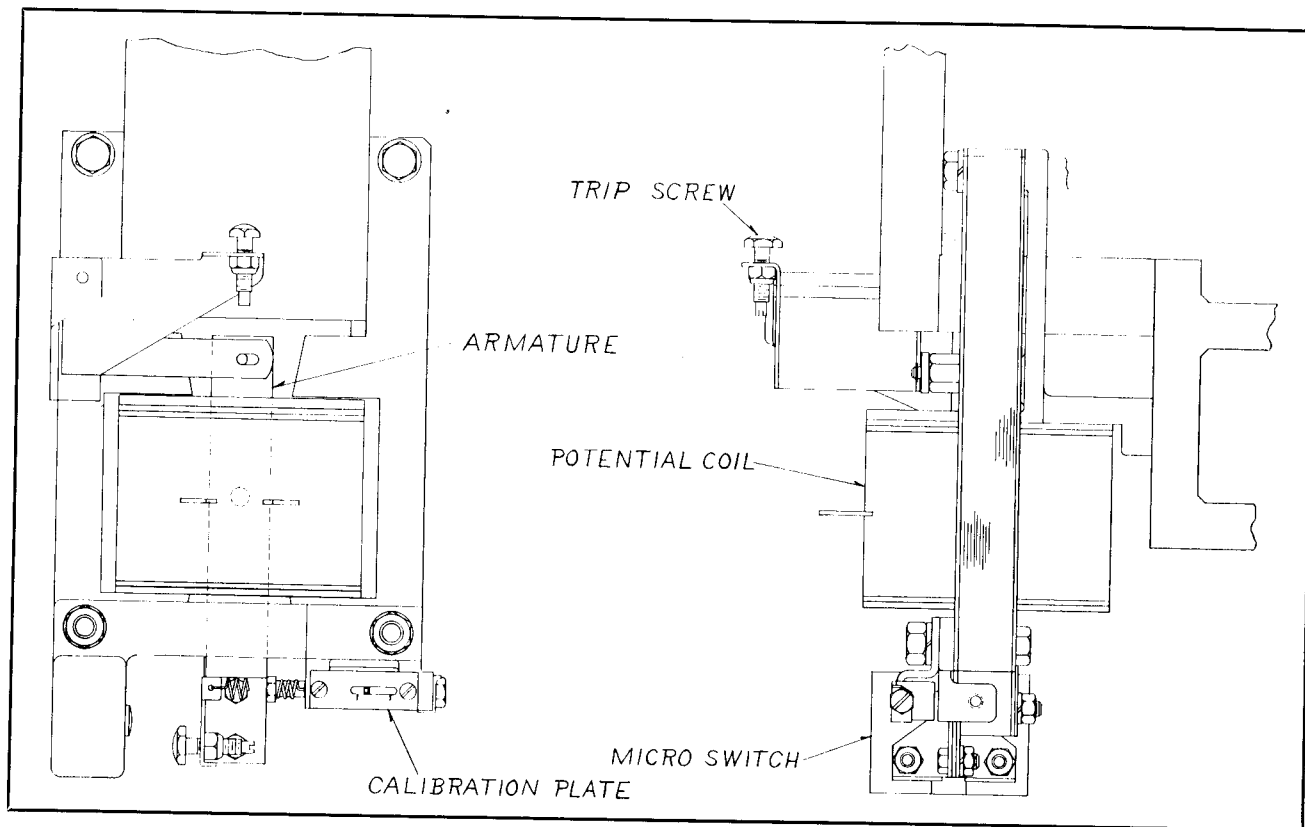 TRIP SCREW
ARMATURE
POTENTIAL COIL
MICRO SWITCH
CALIBRATION PLATE